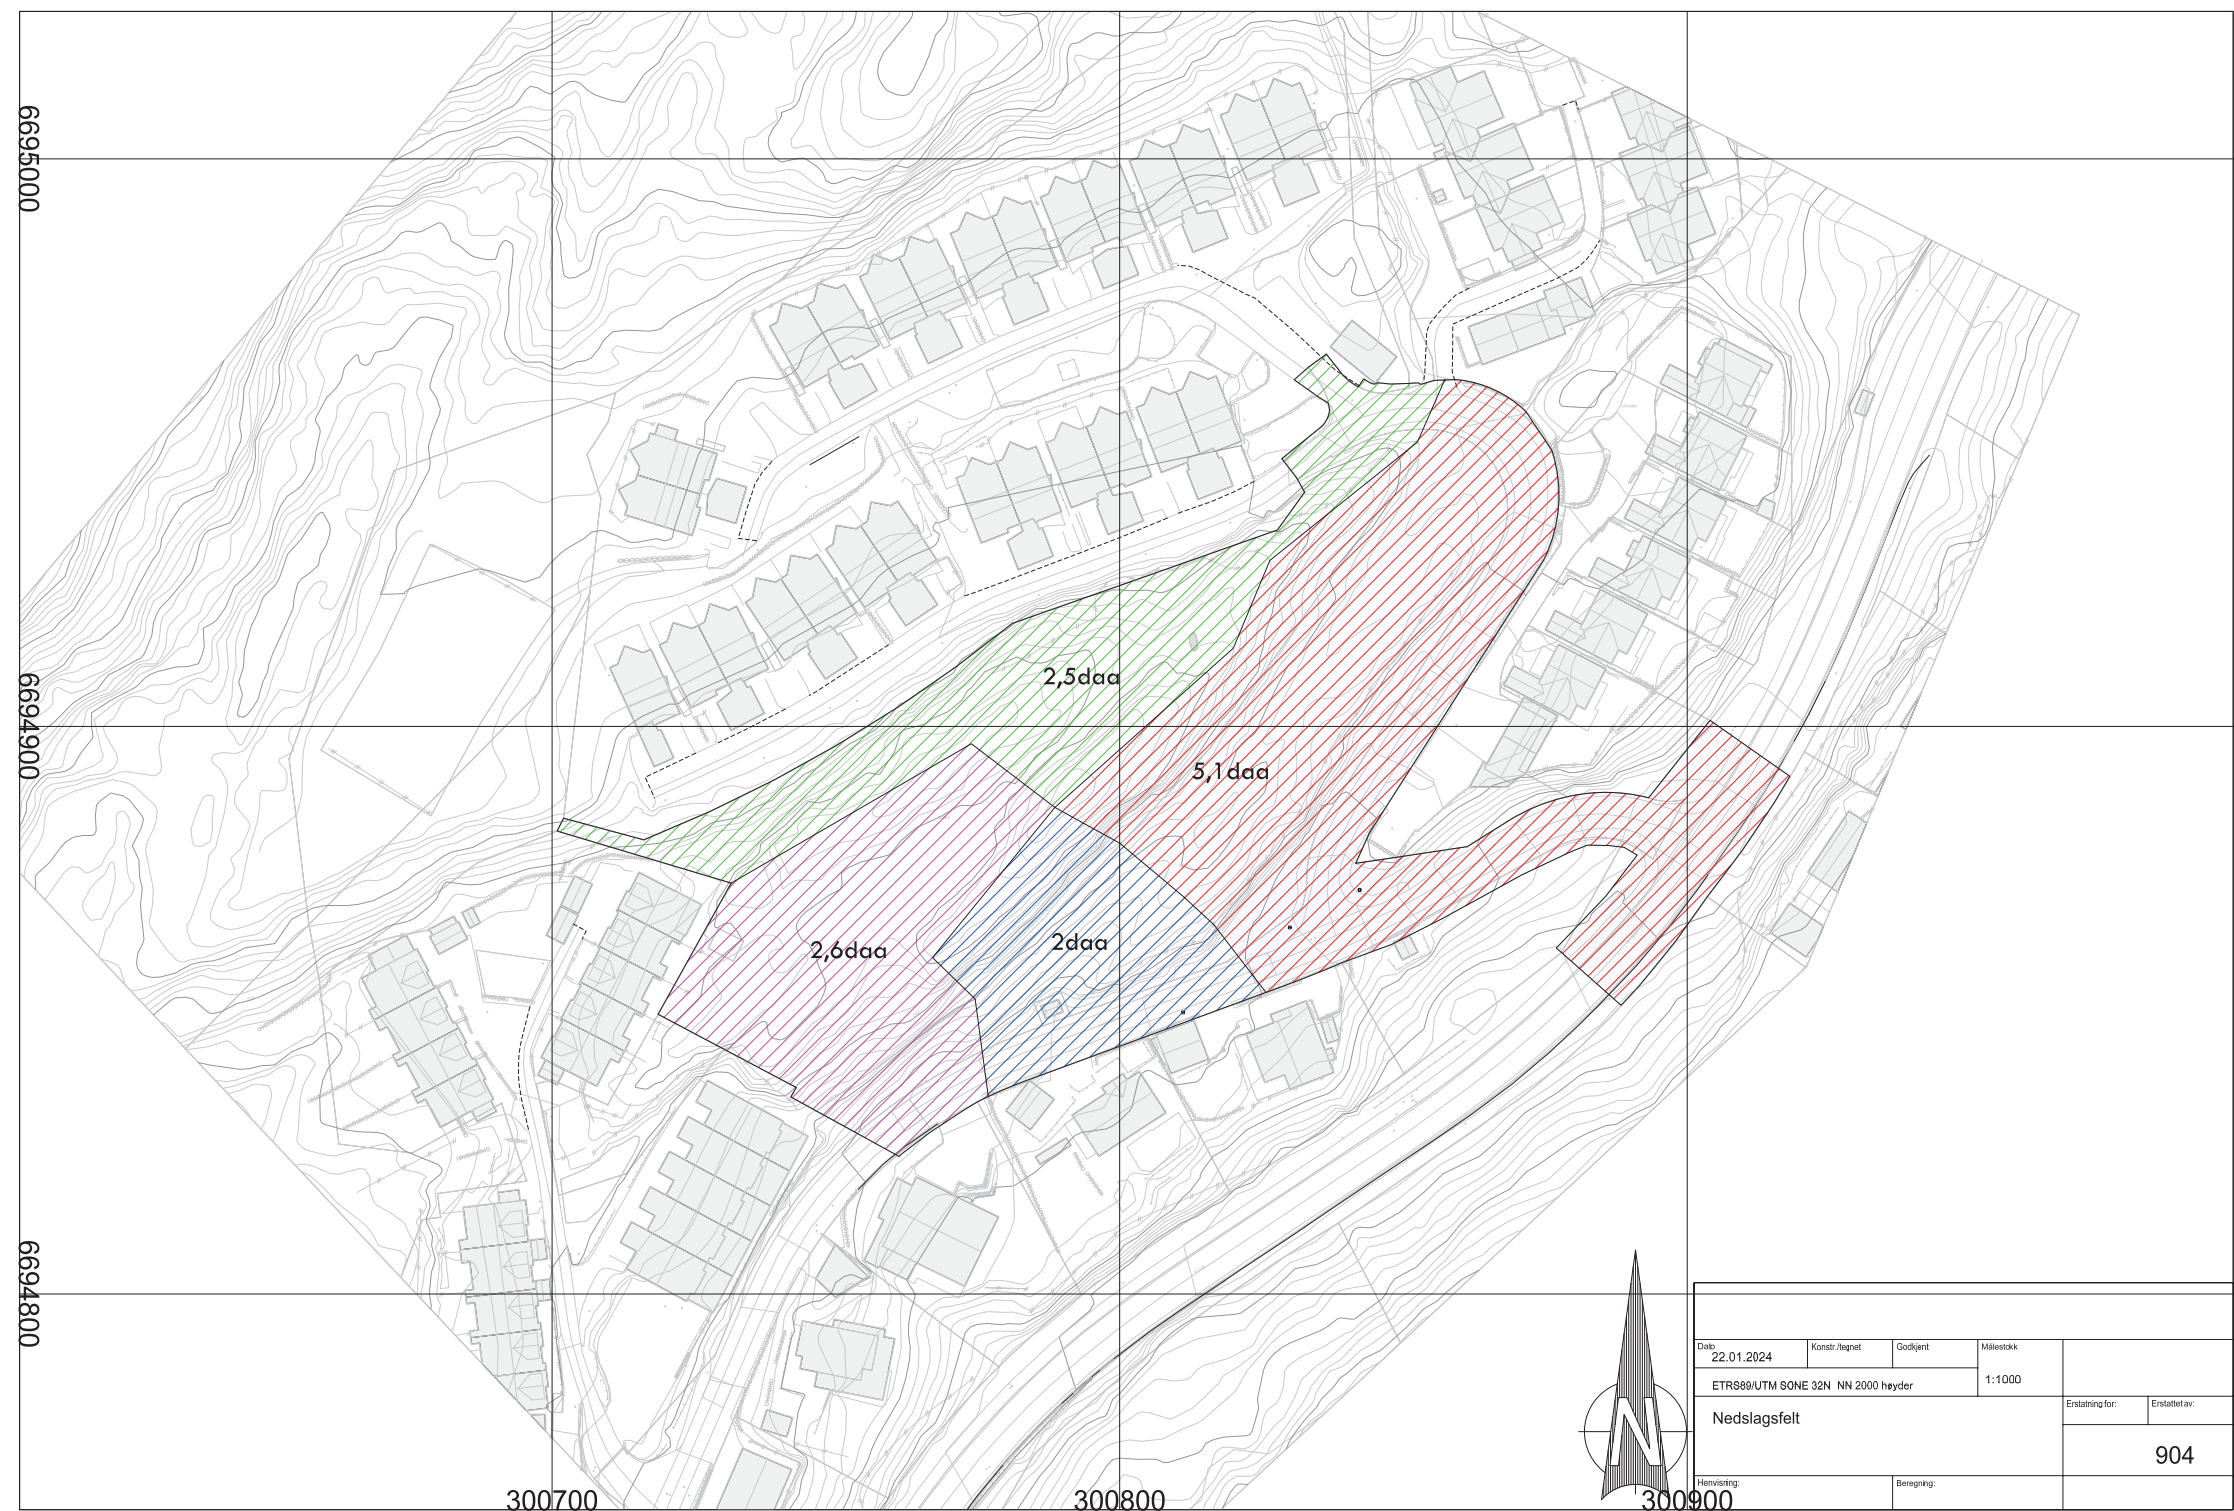 6695000
2,5daa
6694900
5,1daa
2,6daa
2daa
6694800
N
Dato
22.01.2024
Konstr./tegnet
Godkjent
Målestokk
1:1000
ETRS89/UTM SONE 32N NN 2000 høyder
Nedslagsfelt
Erstatning for:
Erstattet av:
904
Henvisning:
Beregning:
300700
300800
300900